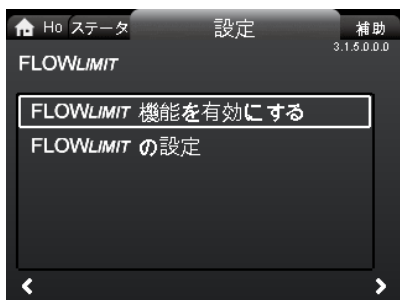 Ho ステータ 設定 補助
3.1.5.0.0.0
FLOWLIMIT
FLOWLIMIT 機能を有効にする
FLOWLIMIT の設定